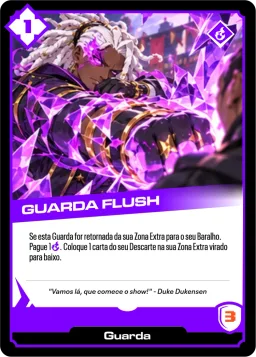 1
GUARDA FLUSH
Se esta Guarda for retornada da sua Zona Extra para o seu Baralho.
Pague 1. Coloque 1 carta do seu Descarte na sua Zona Extra virado
para baixo.
"Vamos lá, que comece o show!" - Duke Dukensen
3
Guarda